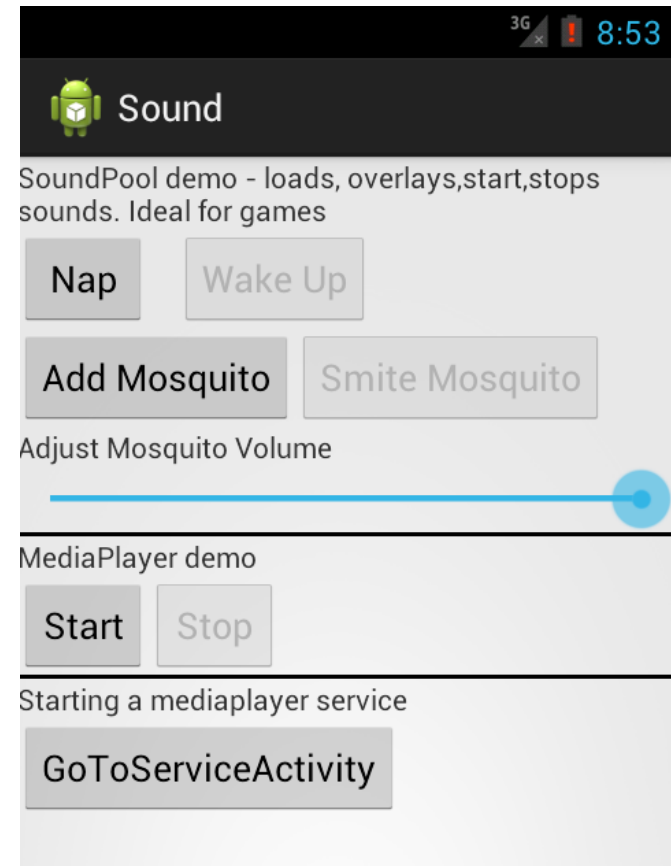 3G 8:53
Sound
SoundPool demo - loads, overlays,start,stops
sounds. Ideal for games
Nap Wake Up
Add Mosquito Smite Mosquito
Adjust Mosquito Volume
MediaPlayer demo
Start Stop
Starting a mediaplayer service
GoToServiceActivity